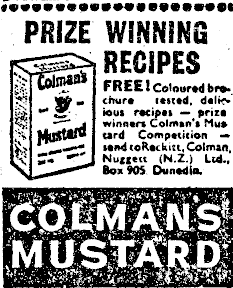 PRIZE WINNING
RECIPES
Colman's
Mustard
FREE! Coloured bro-
chure tested, delic-
ious recipes — prize
winners Colman's Mus
tard Competition —
send to Reckitt, Colman,
Nuggett (N.Z.) Ltd.,
Box 905 Dunedin.
COLMAN'S
MUSTARD